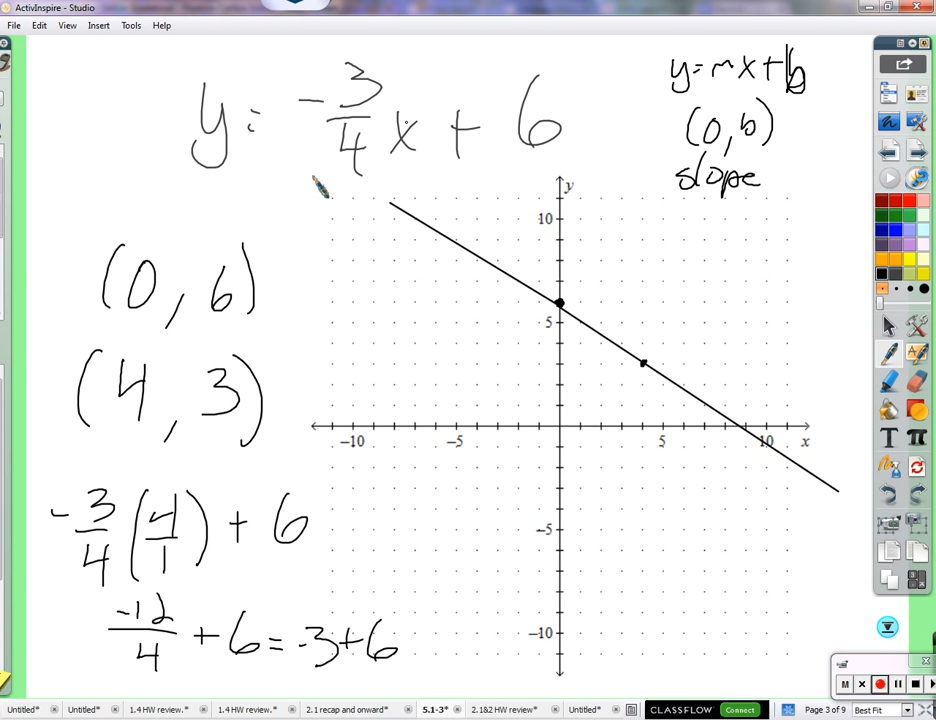 ActivInspire - Studio
File Edit View Insert Tools Help
y = -3/4 x + 6
y=mx+b
(0, b)
slope
y
10
5
-10 -5 5 10 x
-5
-10
(0, 6)
(4, 3)
-3/4 (4/1) + 6
-12/4 + 6 = -3+6
M
Untitled* Untitled* 1.4 HW review.* 1.4 HW review.* 2.1 recap and onward* 5.1-3* 2.1&2 HW review* Untitled* CLASSFLOW Connect Page 3 of 9 Best Fit